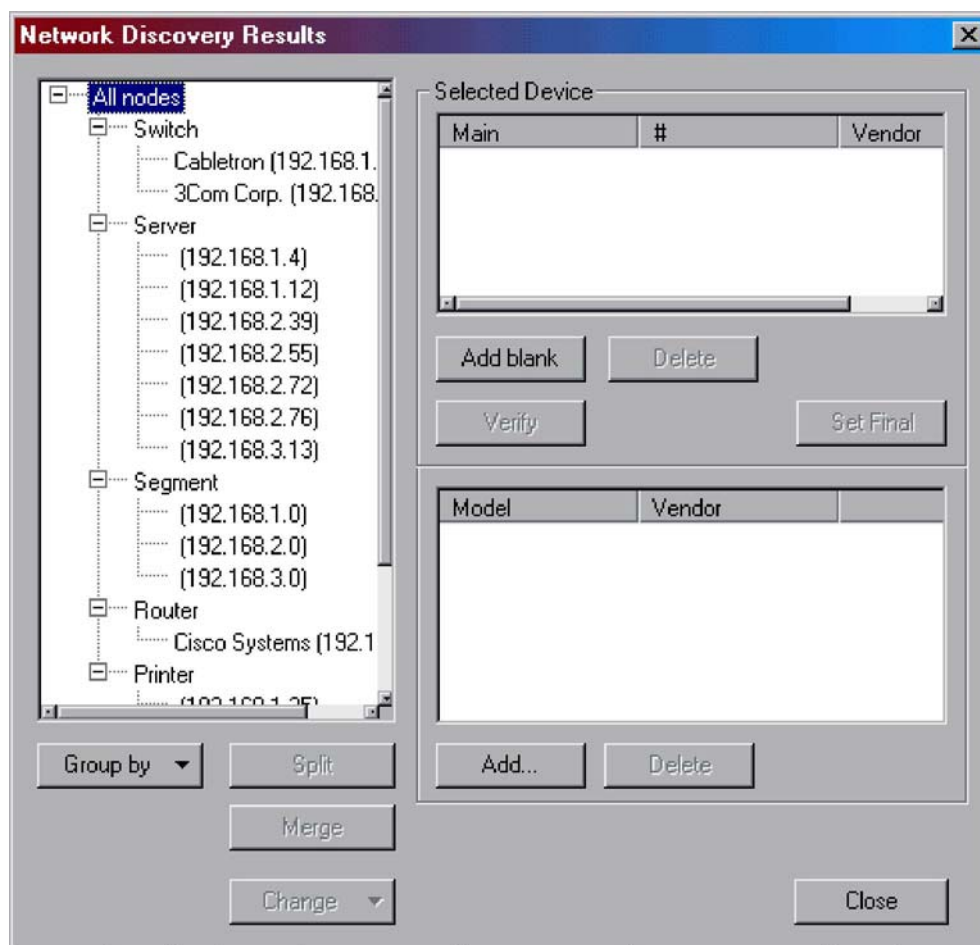 Network Discovery Results
All nodes
Switch
Cabletron (192.168.1.
3Com Corp. (192.168.
Server
(192.168.1.4)
(192.168.1.12)
(192.168.2.39)
(192.168.2.55)
(192.168.2.72)
(192.168.2.76)
(192.168.3.13)
Segment
(192.168.1.0)
(192.168.2.0)
(192.168.3.0)
Router
Cisco Systems (192.1
Printer
Group by
Split
Merge
Change
Selected Device
Main # Vendor
Add blank Delete
Verify Set Final
Model Vendor
Add... Delete
Close